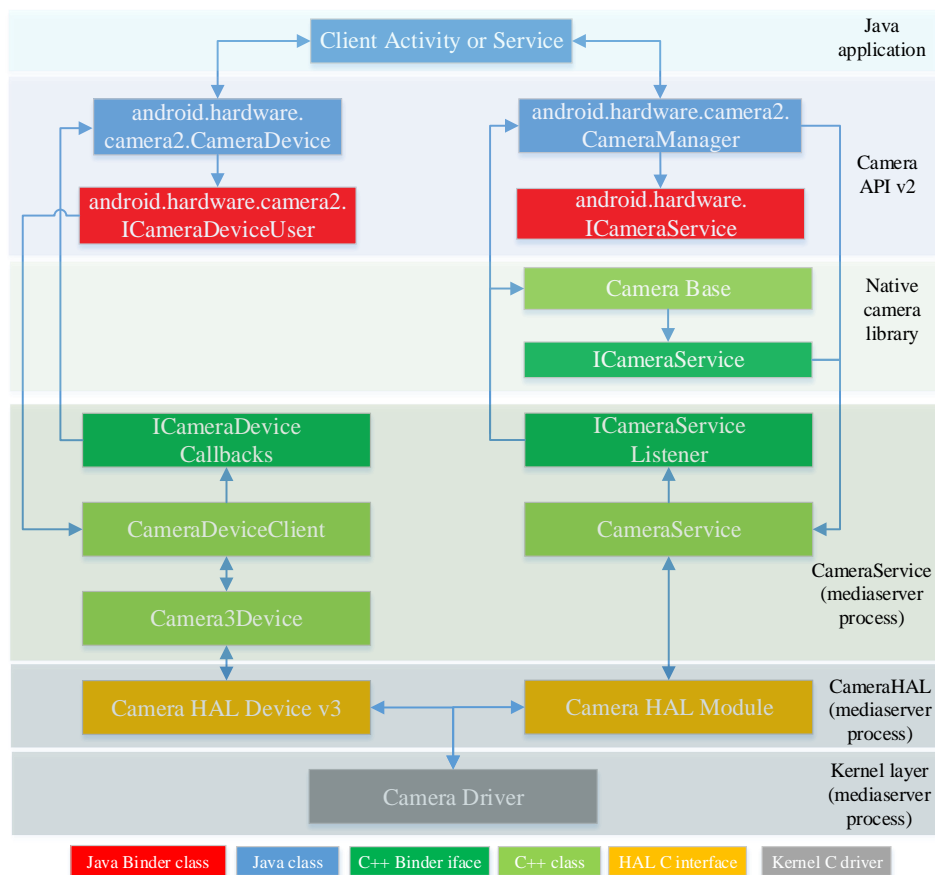 Client Activity or Service
Java
application
android.hardware.
camera2.CameraDevice
android.hardware.camera2.
CameraManager
android.hardware.camera2.
ICameraDeviceUser
android.hardware.
ICameraService
Camera
API v2
Camera Base
ICameraService
Native
camera
library
ICameraDevice
Callbacks
ICameraService
Listener
CameraDeviceClient
CameraService
Camera3Device
CameraService
(mediaserver
process)
Camera HAL Device v3
Camera HAL Module
CameraHAL
(mediaserver
process)
Camera Driver
Kernel layer
(mediaserver
process)
Java Binder class
Java class
C++ Binder iface
C++ class
HAL C interface
Kernel C driver